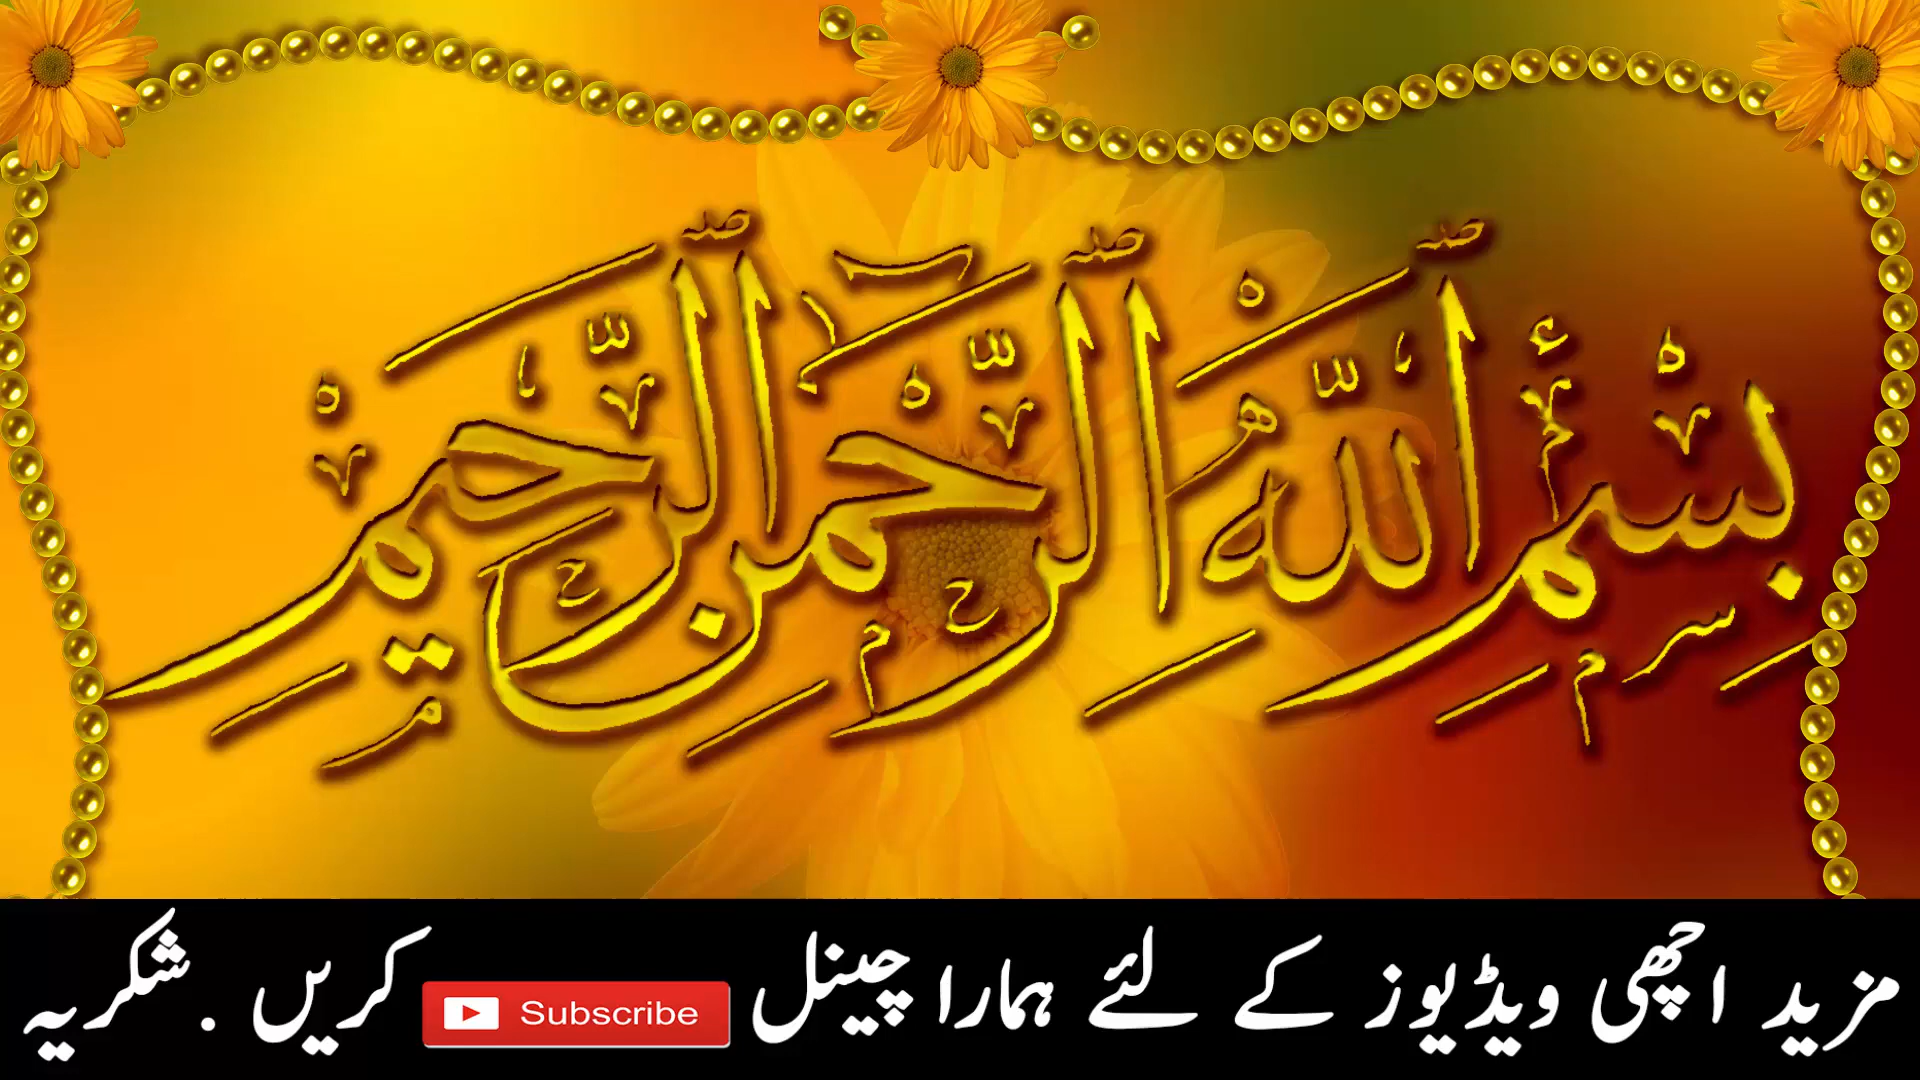 بِسْمِ اللّٰهِ الرَّحْمٰنِ الرَّحِيْمِ
مزید اچھی ویڈیوز کے لئے ہمارا چینل Subscribe کریں . شکریہ